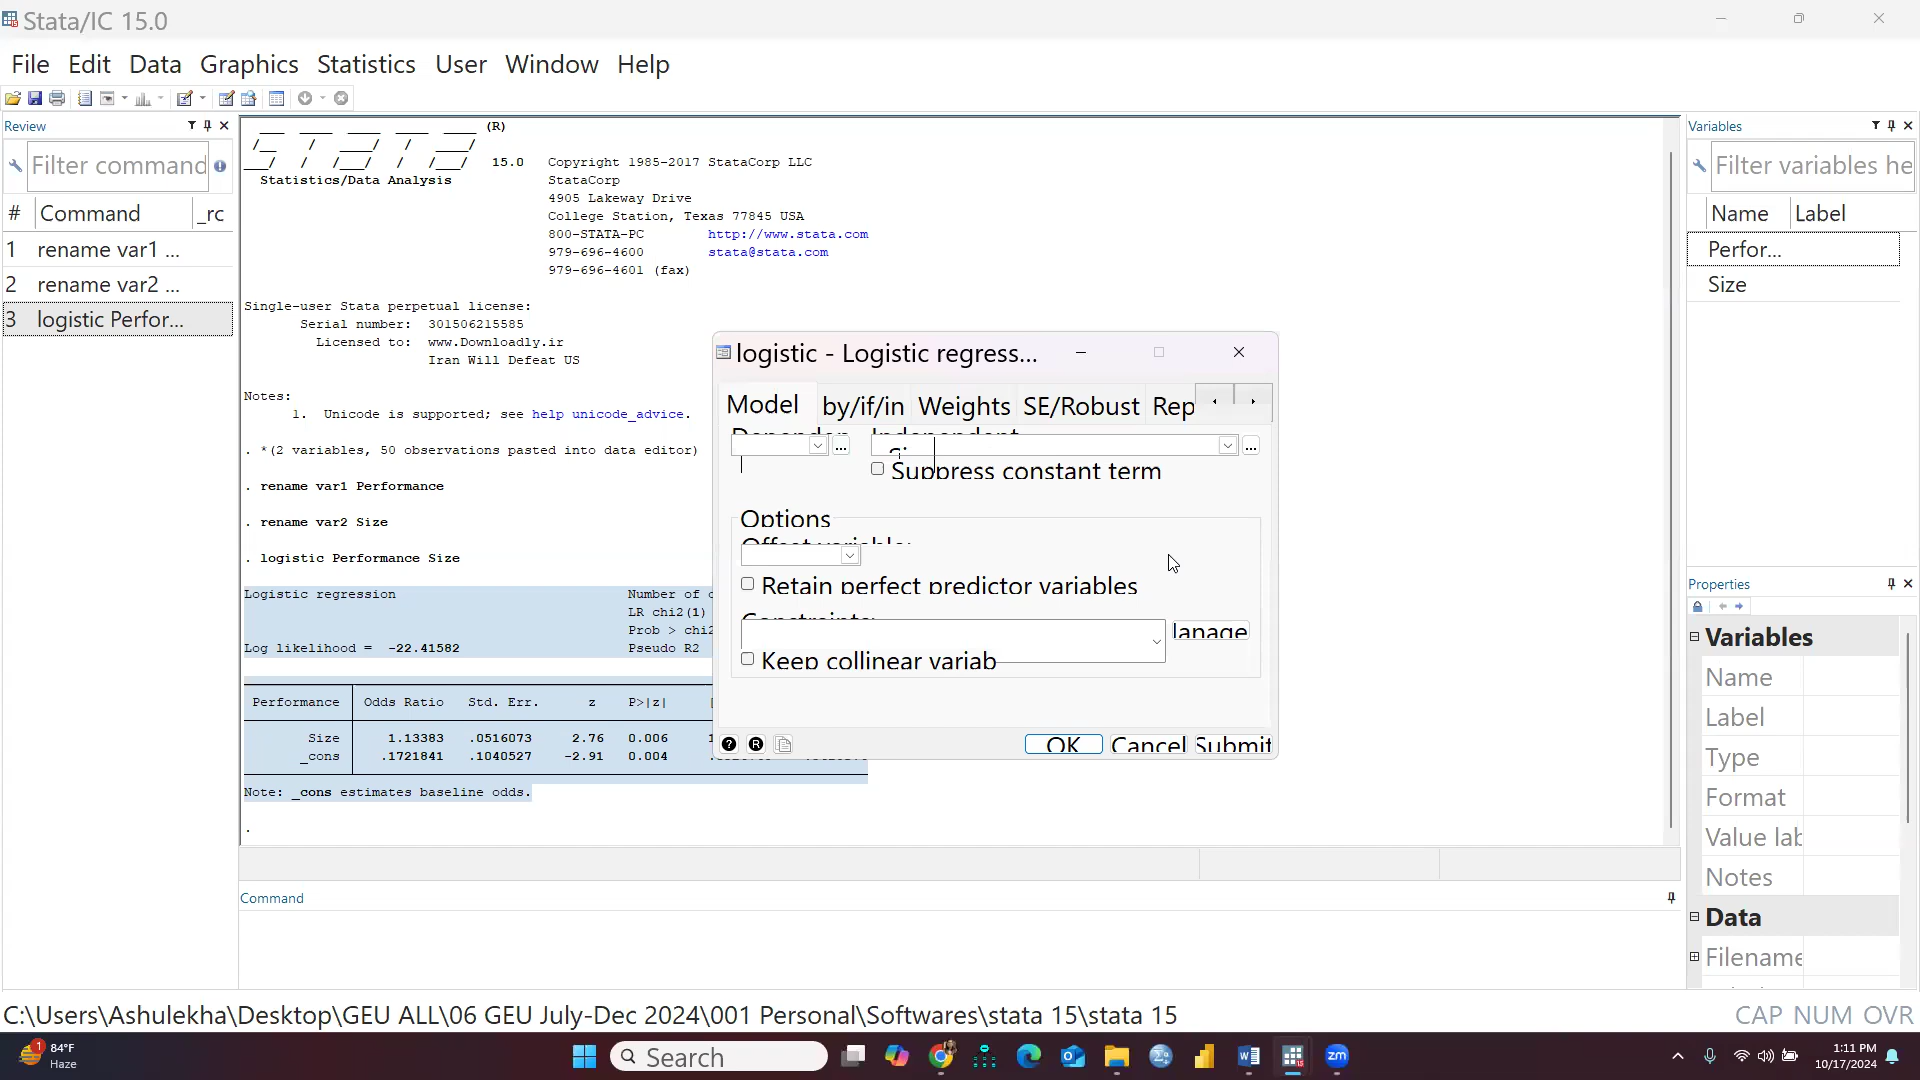 Stata/IC 15.0
File Edit Data Graphics Statistics User Window Help
Review
Filter command
# Command _rc
1 rename var1 ...
2 rename var2 ...
3 logistic Perfor...
(R)
15.0 Copyright 1985-2017 StataCorp LLC
Statistics/Data Analysis StataCorp
4905 Lakeway Drive
College Station, Texas 77845 USA
800-STATA-PC http://www.stata.com
979-696-4600 stata@stata.com
979-696-4601 (fax)
Single-user Stata perpetual license:
Serial number: 301506215585
Licensed to: www.Downloadly.ir
Iran Will Defeat US
Notes:
1. Unicode is supported; see help unicode_advice.
. *(2 variables, 50 observations pasted into data editor)
. rename var1 Performance
. rename var2 Size
. logistic Performance Size
Logistic regression Number of
LR chi2(1)
Prob > chi2
Log likelihood = -22.41582 Pseudo R2
Performance Odds Ratio Std. Err. z P>|z|
Size 1.13383 .0516073 2.76 0.006
_cons .1721841 .1040527 -2.91 0.004
Note: _cons estimates baseline odds.
.
logistic - Logistic regress...
Model by/if/in Weights SE/Robust Rep
Suppress constant term
Options
Offset variable:
Retain perfect predictor variables
Constraints:
Keep collinear variab
OK Cancel Submit
Command
Variables
Filter variables he
Name Label
Perfor...
Size
Properties
Variables
Name
Label
Type
Format
Value lab
Notes
Data
Filename
C:\Users\Ashulekha\Desktop\GEU ALL\06 GEU July-Dec 2024\001 Personal\Softwares\stata 15\stata 15
CAP NUM OVR
1
84°F
Haze
Search
zm
1:11 PM
10/17/2024